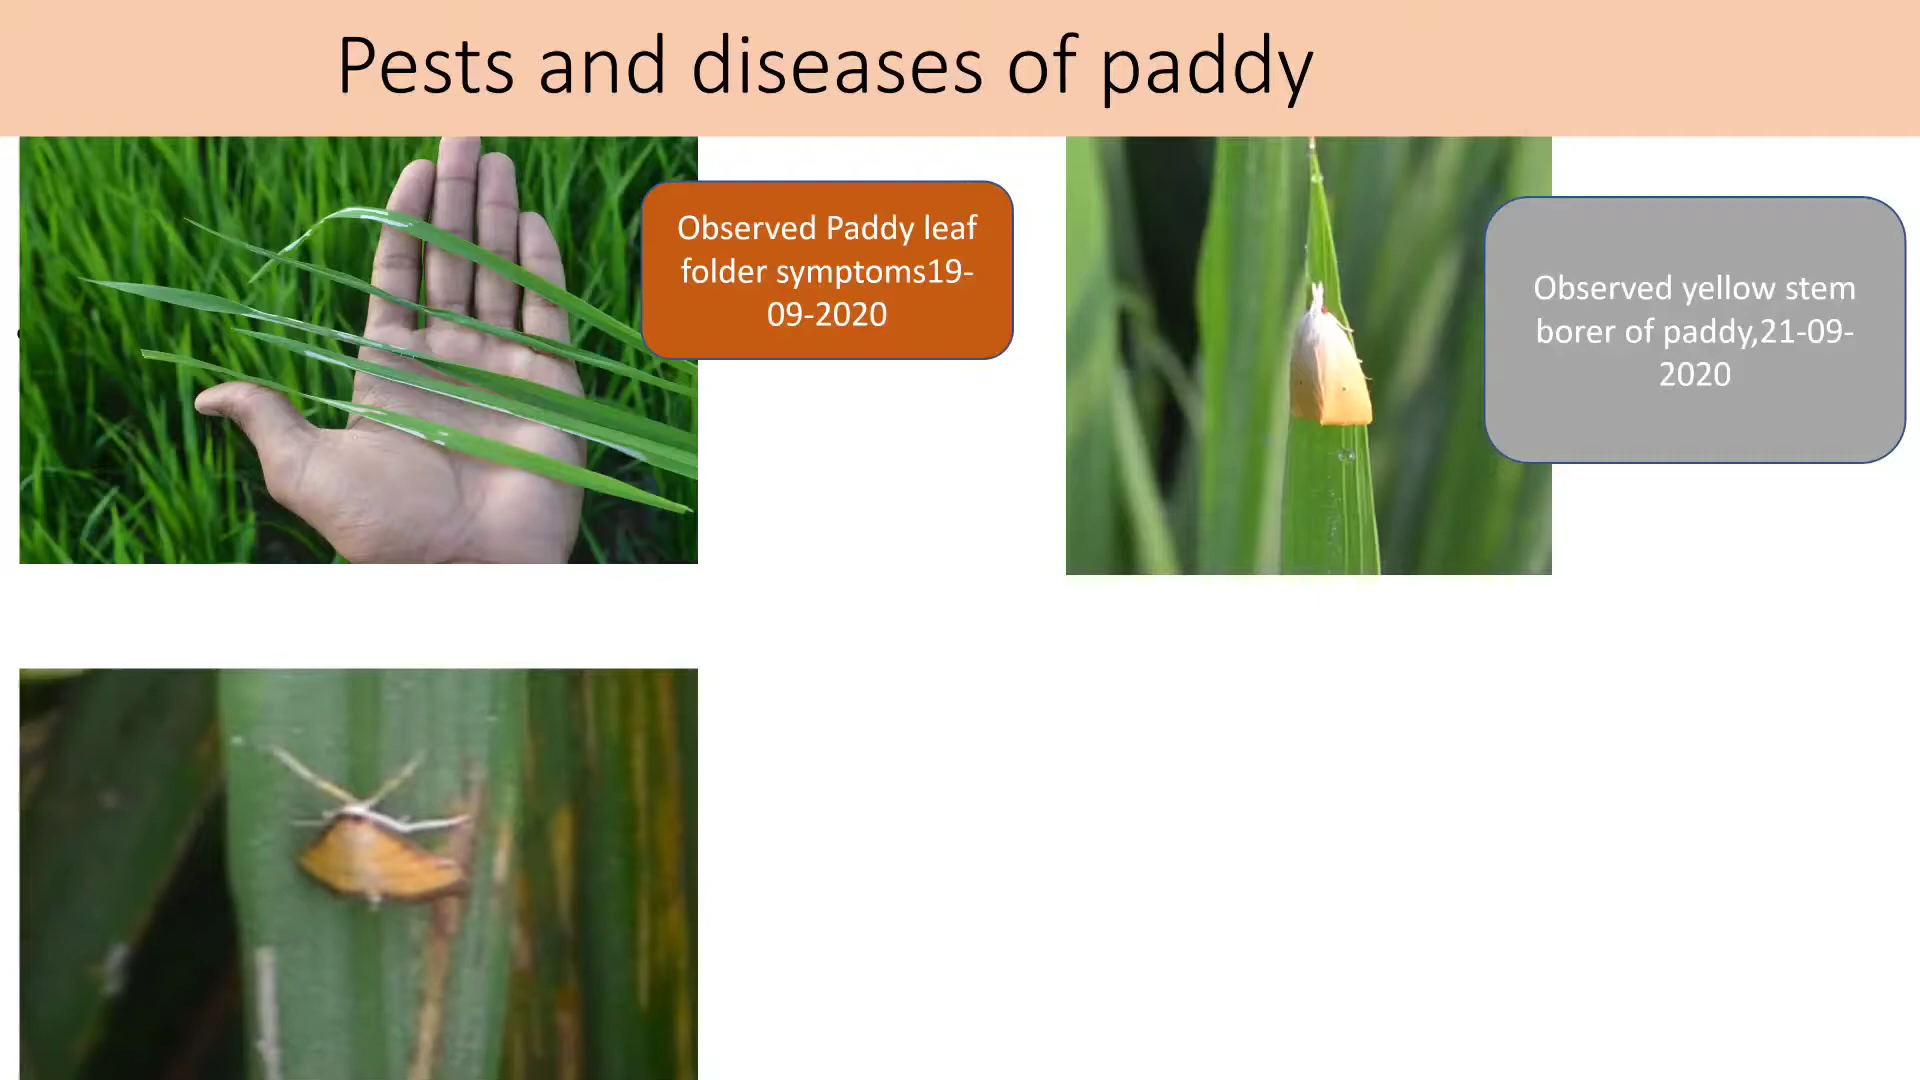 Pests and diseases of paddy
Observed Paddy leaf
folder symptoms19-
09-2020
Observed yellow stem
borer of paddy,21-09-
2020